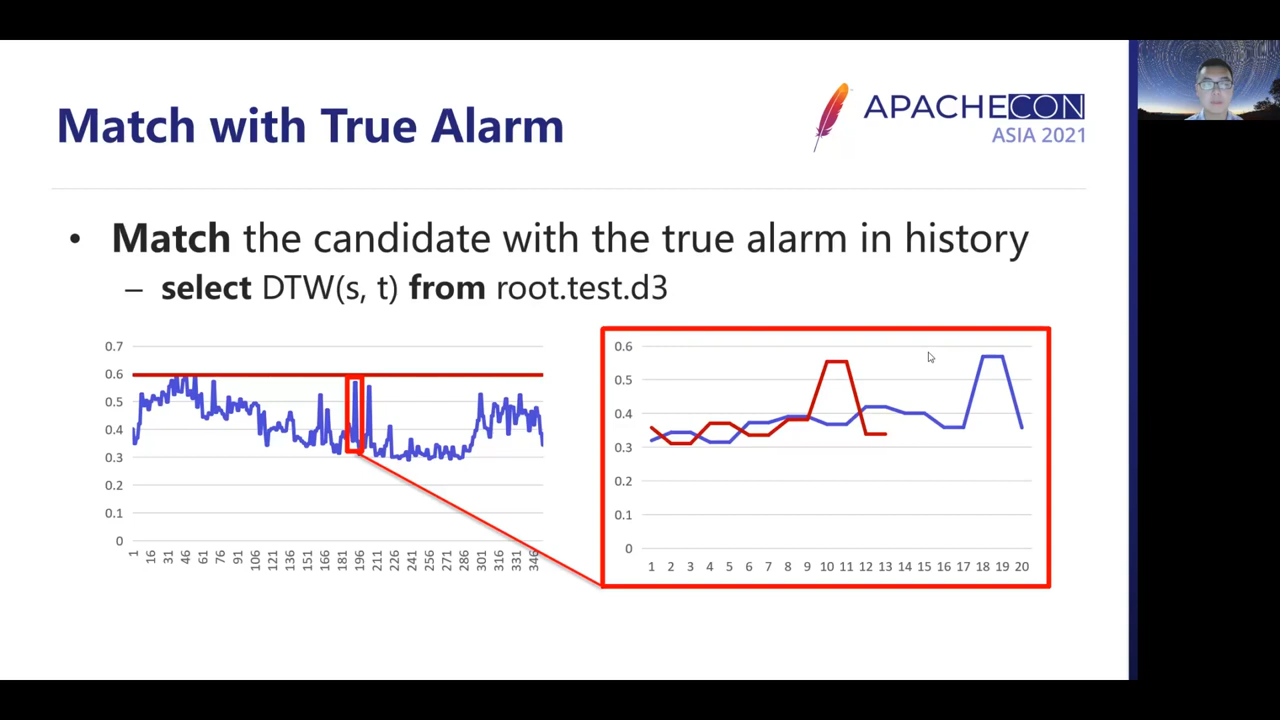 APACHECON
ASIA 2021
Match with True Alarm
• Match the candidate with the true alarm in history
– select DTW(s, t) from root.test.d3
0.7
0.6
0.5
0.4
0.3
0.2
0.1
0
1 16 31 46 61 76 91 106 121 136 151 166 181 196 211 226 241 256 271 286 301 316 331 346
0.6
0.5
0.4
0.3
0.2
0.1
0
1 2 3 4 5 6 7 8 9 10 11 12 13 14 15 16 17 18 19 20